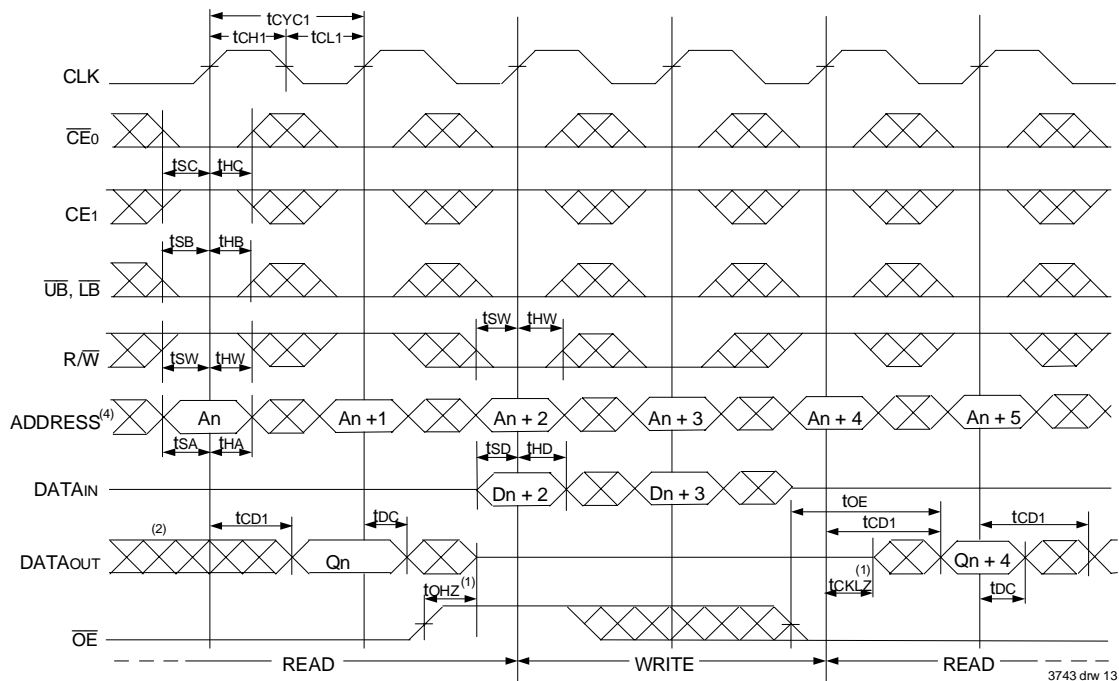 tCYC1
tCH1 tCL1
CLK
CE0
tSC tHC
CE1
tSB tHB
UB, LB
tSW tHW
R/W
tSW tHW
ADDRESS(4) An An +1 An + 2 An + 3 An + 4 An + 5
tSA tHA tSD tHD
DATAIN Dn + 2 Dn + 3
tOE
(2) tCD1 tDC tCD1 tCD1
DATAOUT Qn Qn + 4
tOHZ(1) tCKLZ(1) tDC
OE
READ WRITE READ
3743 drw 13